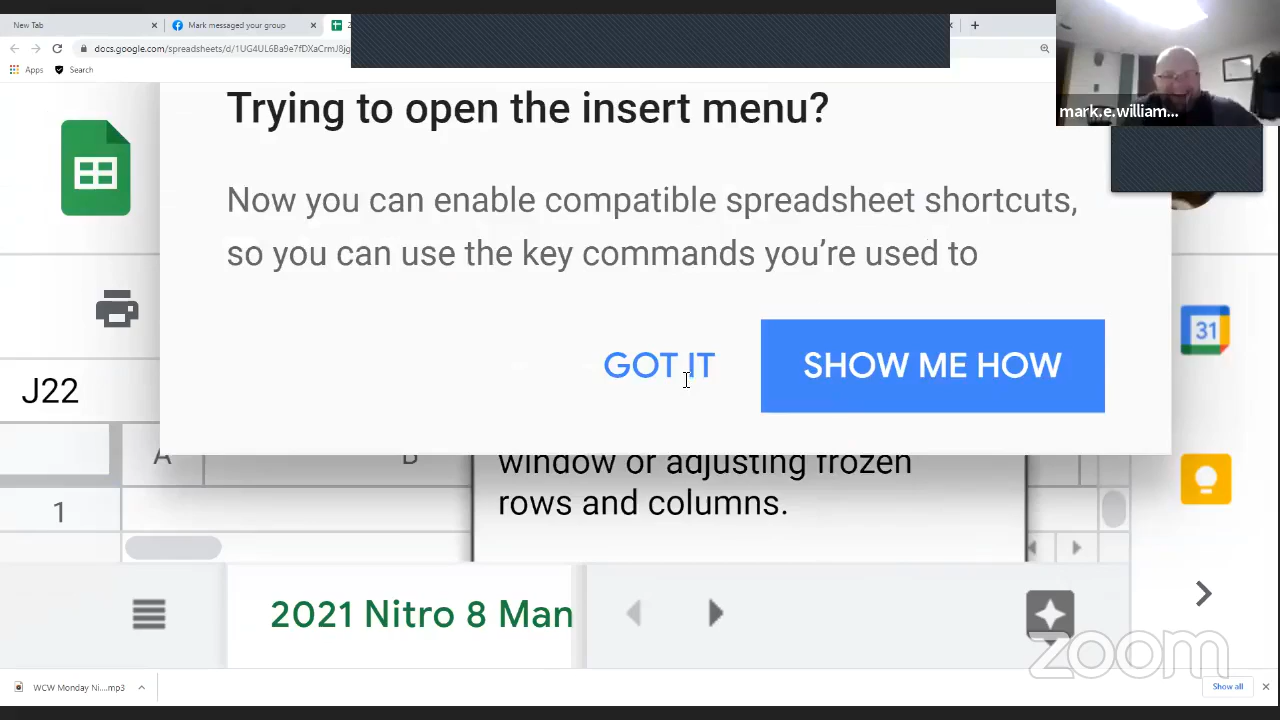 New Tab
Mark messaged your group
docs.google.com/spreadsheets/d/1UG4UL6Ba9e7fDXaCrmJ8jg
Apps
Search
mark.e.william...
Trying to open the insert menu?
Now you can enable compatible spreadsheet shortcuts,
so you can use the key commands you're used to
31
GOT IT
SHOW ME HOW
J22
A
B
window or adjusting frozen
rows and columns.
1
2021 Nitro 8 Man
zoom
WCW Monday Ni....mp3
Show all